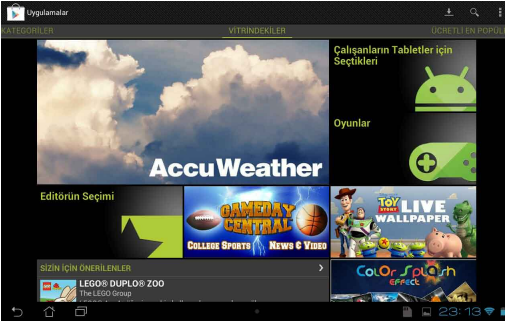 Uygulamalar
KATEGORİLER
VİTRİNDEKİLER
ÜCRETLİ EN POPÜL
AccuWeather
Çalışanların Tabletler için
Seçtikleri
Oyunlar
Editörün Seçimi
GAMEDAY
CENTRAL
COLLEGE SPORTS
NEWS & VIDEO
TOY STORY
LIVE
WALLPAPER
SİZİN İÇİN ÖNERİLENLER
LEGO® DUPLO® ZOO
The LEGO Group
COLOR SPLASH
EFFECT
23:13